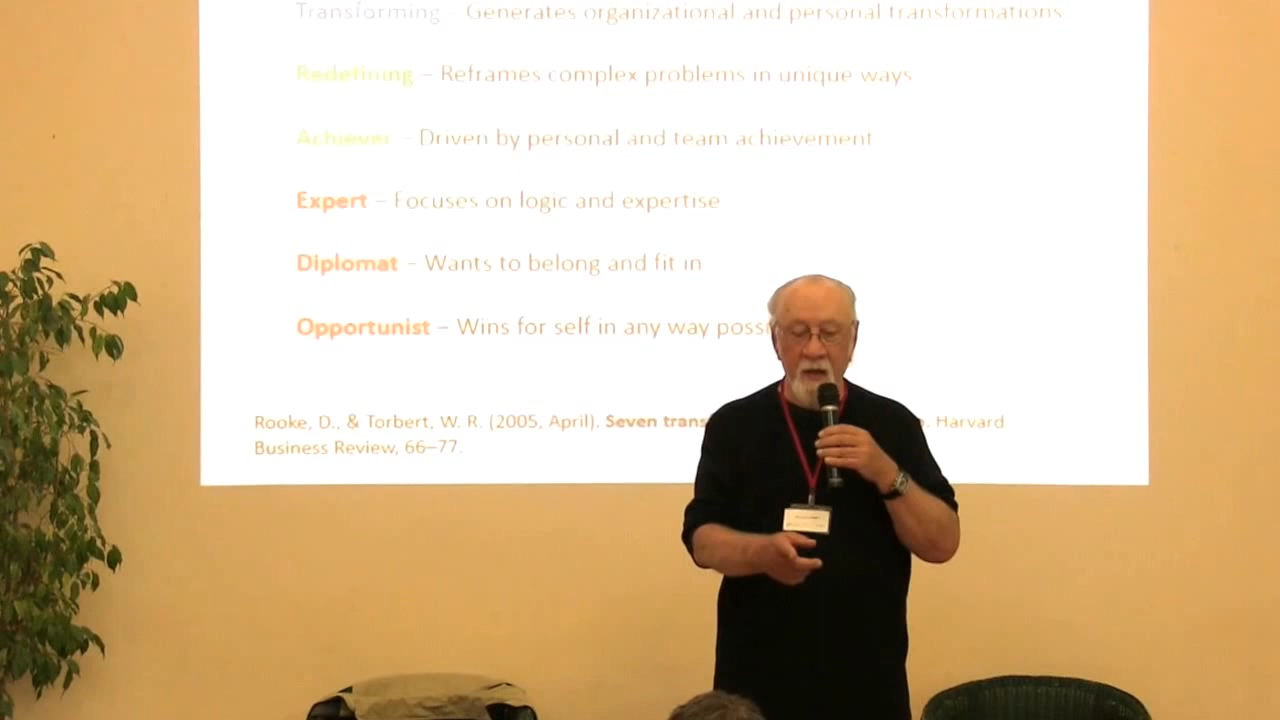 Transforming – Generates organizational and personal transformations
Redefining – Reframes complex problems in unique ways
Achiever – Driven by personal and team achievement
Expert – Focuses on logic and expertise
Diplomat – Wants to belong and fit in
Opportunist – Wins for self in any way
Rooke, D., & Torbert, W. R. (2005, April). Seven Harvard
Business Review, 66–77.